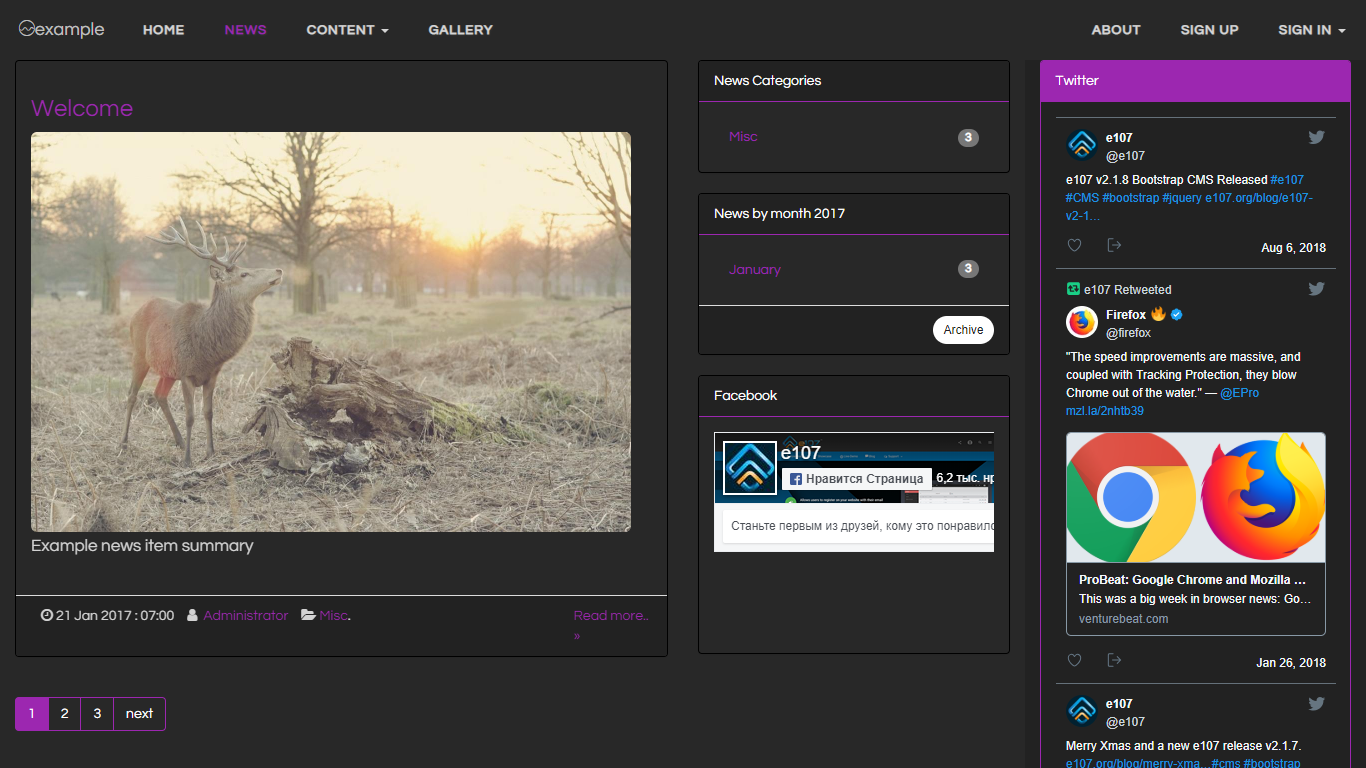 example
HOME
NEWS
CONTENT
GALLERY
ABOUT
SIGN UP
SIGN IN
Welcome
Example news item summary
21 Jan 2017 : 07:00 Administrator Misc. Read more..
»
1 2 3 next
News Categories
Misc 3
News by month 2017
January 3
Archive
Facebook
e107
Нравится Страница 6,2 тыс. нр
Станьте первым из друзей, кому это понравилс
Twitter
e107
@e107
e107 v2.1.8 Bootstrap CMS Released #e107
#CMS #bootstrap #jquery e107.org/blog/e107-
v2-1…
Aug 6, 2018
e107 Retweeted
Firefox 🔥
@firefox
"The speed improvements are massive, and
coupled with Tracking Protection, they blow
Chrome out of the water." — @EPro
mzl.la/2nhtb39
ProBeat: Google Chrome and Mozilla …
This was a big week in browser news: Go…
venturebeat.com
Jan 26, 2018
e107
@e107
Merry Xmas and a new e107 release v2.1.7.
e107.org/blog/merry-xma…#cms #bootstrap